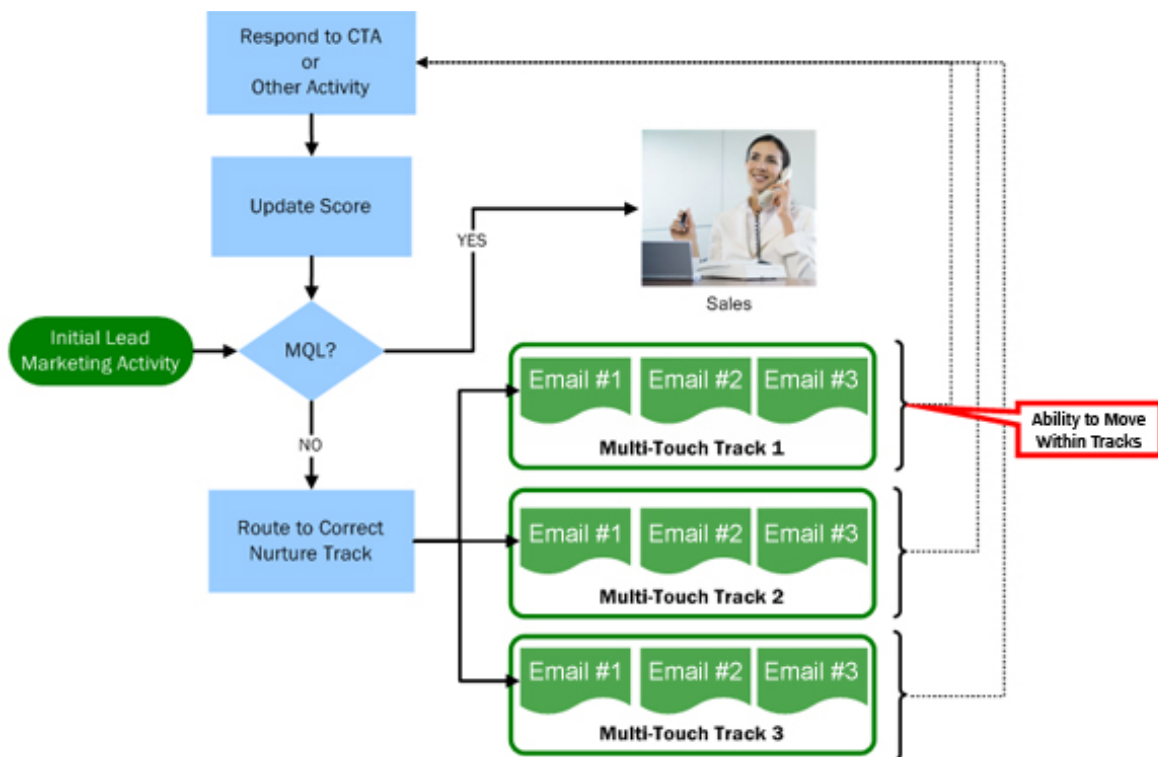 Respond to CTA
or
Other Activity
Update Score
YES
Sales
Initial Lead
Marketing Activity
MQL?
NO
Route to Correct
Nurture Track
Email #1 Email #2 Email #3
Multi-Touch Track 1
Ability to Move
Within Tracks
Email #1 Email #2 Email #3
Multi-Touch Track 2
Email #1 Email #2 Email #3
Multi-Touch Track 3